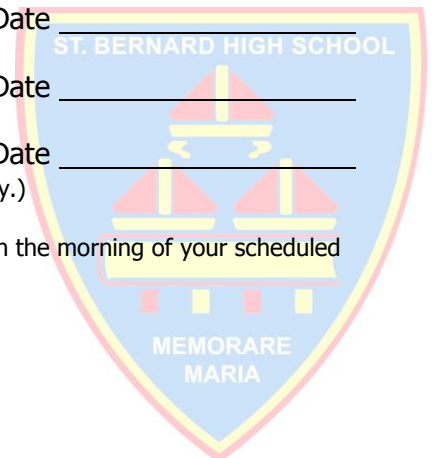 Date
ST. BERNARD HIGH SCHOOL
Date
Date
y.)
n the morning of your scheduled
MEMORARE
MARIA